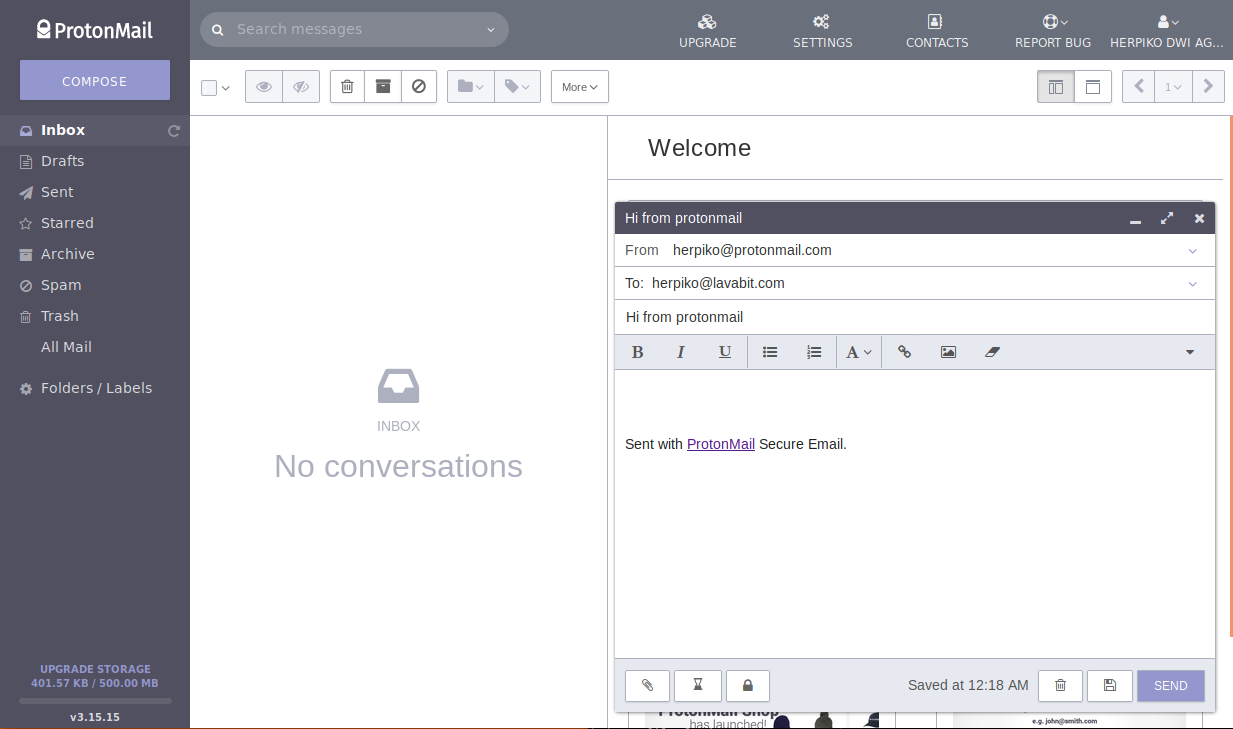 ProtonMail
Search messages
UPGRADE
SETTINGS
CONTACTS
REPORT BUG
HERPIKO DWI AG...
COMPOSE
More
1
Inbox
Drafts
Sent
Starred
Archive
Spam
Trash
All Mail
Folders / Labels
UPGRADE STORAGE
401.57 KB / 500.00 MB
v3.15.15
INBOX
No conversations
Welcome
Hi from protonmail
From herpiko@protonmail.com
To: herpiko@lavabit.com
Hi from protonmail
B I U A
Sent with ProtonMail Secure Email.
Saved at 12:18 AM
SEND
ProtonMail Shop
has launched!
e.g. john@smith.com